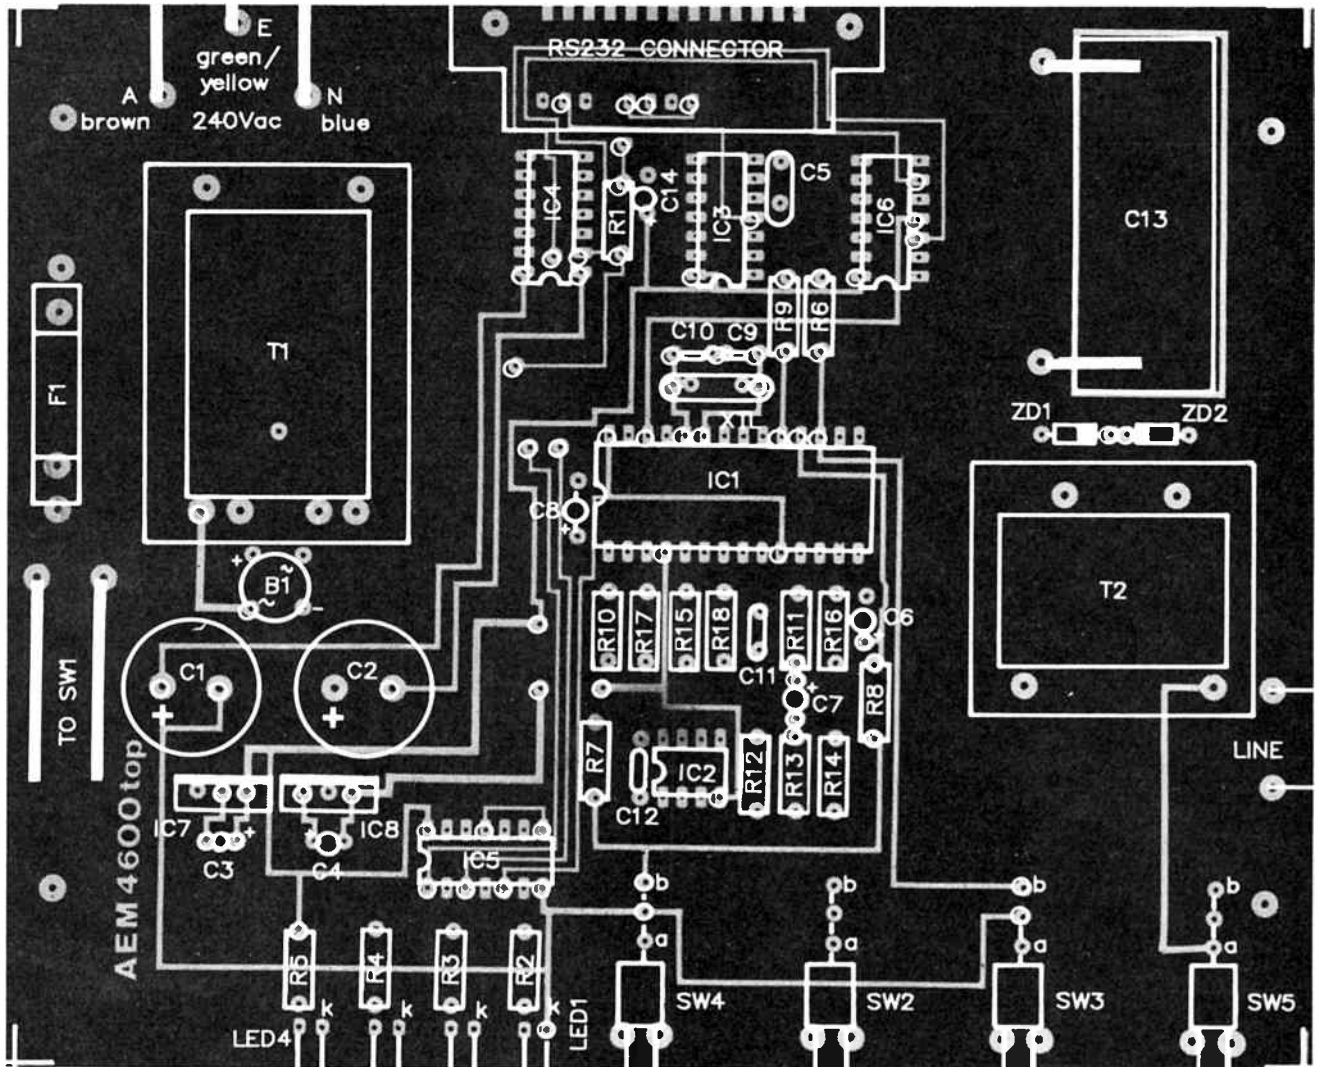 E
green/
yellow
A
brown
240Vac
N
blue
RS232 CONNECTOR
IC4
R1
C14
IC3
C5
IC6
C13
T1
F1
C10
C9
R9
R6
XTL
ZD1
ZD2
IC1
C8
+
B1
+
~
~
-
T2
R10
R17
R15
R18
C11
R11
R16
C6
C1
+
C2
+
TO SW1
C7
+
R8
LINE
R7
IC2
R12
R13
R14
C12
IC7
C3
+
C4
+
IC8
IC5
AEM4600top
R5
R4
R3
R2
k
k
k
k
LED4
LED1
b
a
SW4
b
a
SW2
b
a
SW3
b
a
SW5